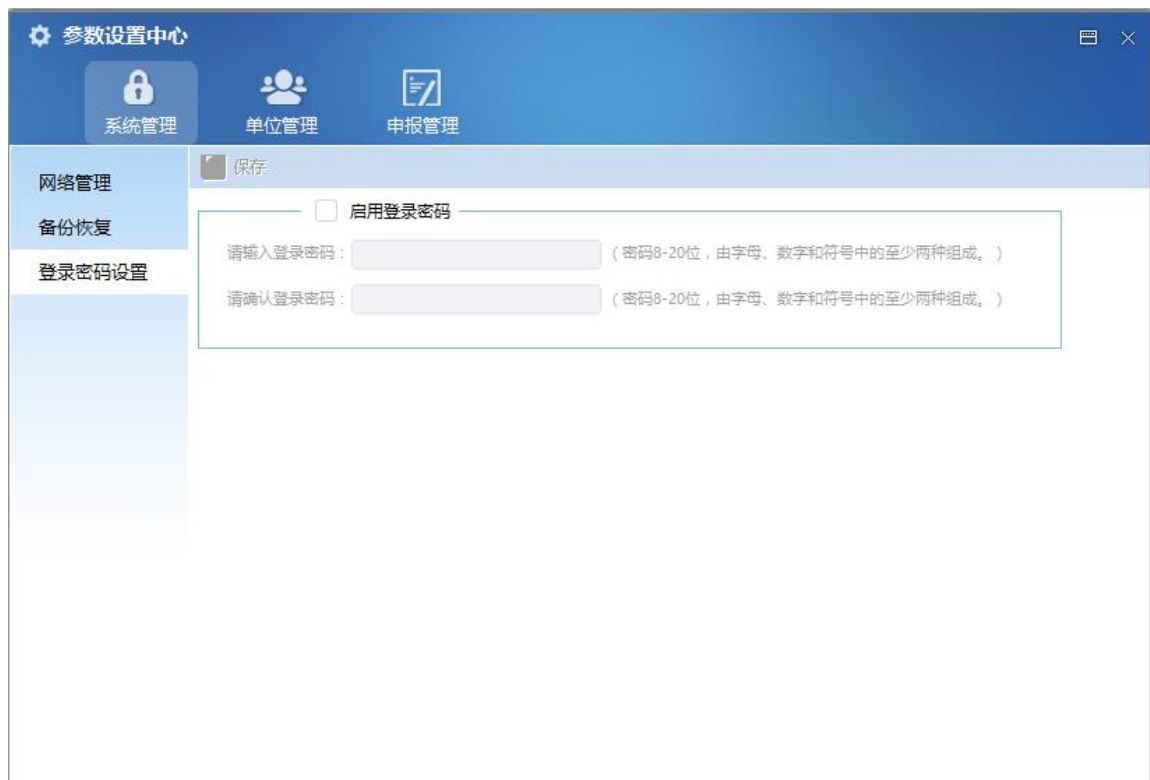 参数设置中心
系统管理 单位管理 申报管理
网络管理
备份恢复
登录密码设置
保存
启用登录密码
请输入登录密码： （密码8-20位，由字母、数字和符号中的至少两种组成。）
请确认登录密码： （密码8-20位，由字母、数字和符号中的至少两种组成。）